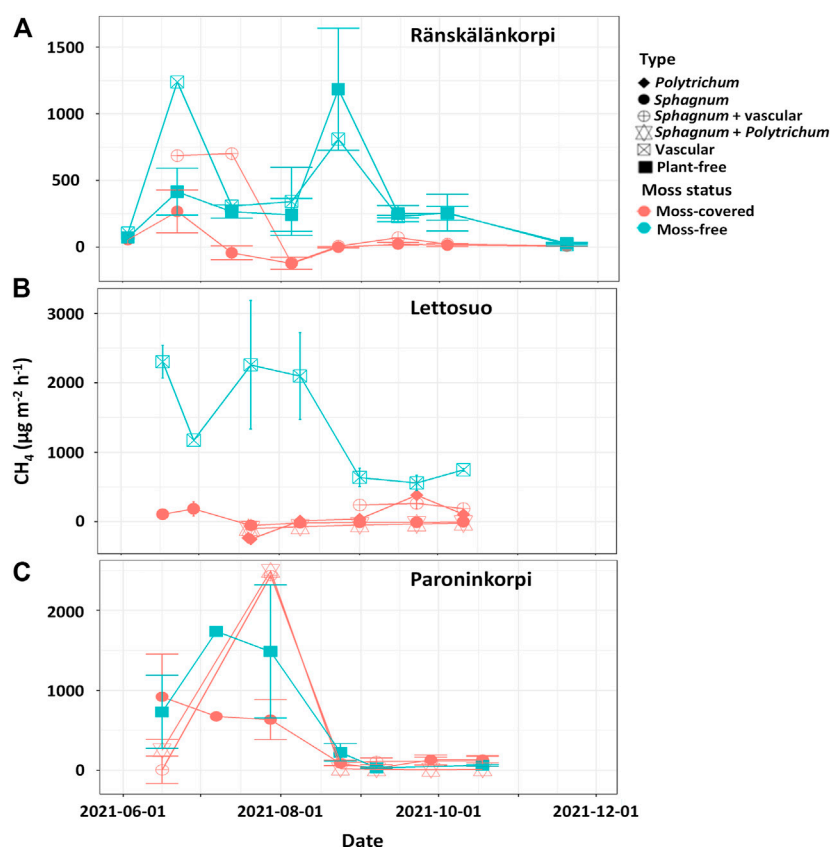 A
Ränskälänkorpi
1500
1000
500
0
B
Lettosuo
3000
2000
1000
0
C
Paroninkorpi
2000
1000
0
CH4 (µg m-2 h-1)
2021-06-01
2021-08-01
2021-10-01
2021-12-01
Date
Type
Polytrichum
Sphagnum
Sphagnum + vascular
Sphagnum + Polytrichum
Vascular
Plant-free
Moss status
Moss-covered
Moss-free